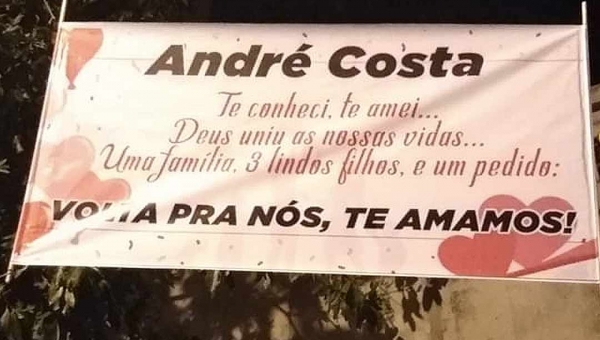 André Costa
Te conheci, te amei...
Deus uniu as nossas vidas...
Uma família, 3 lindos filhos, e um pedido:
VOLTA PRA NÓS, TE AMAMOS!